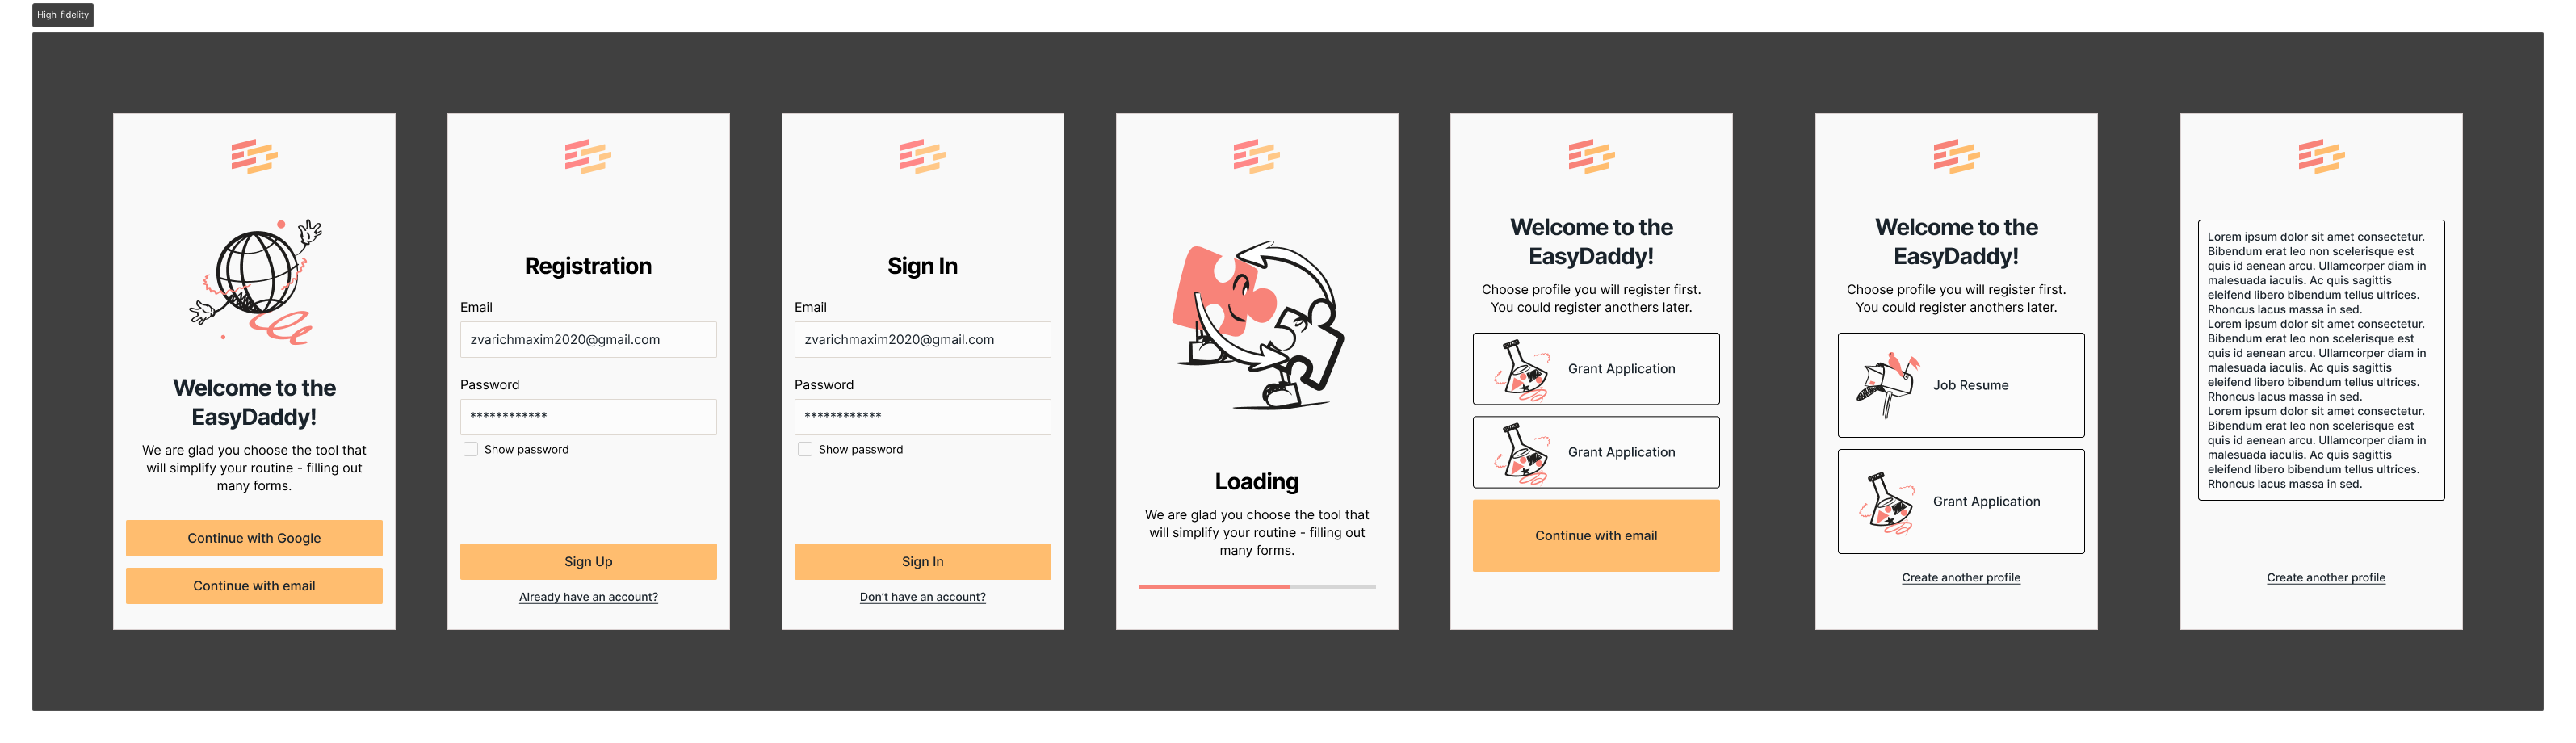 High-fidelity
Welcome to the
EasyDaddy!
We are glad you choose the tool that
will simplify your routine - filling out
many forms.
Continue with Google
Continue with email
Registration
Email
zvarichmaxim2020@gmail.com
Password
************
Show password
Sign Up
Already have an account?
Sign In
Email
zvarichmaxim2020@gmail.com
Password
************
Show password
Sign In
Don't have an account?
Loading
We are glad you choose the tool that
will simplify your routine - filling out
many forms.
Welcome to the
EasyDaddy!
Choose profile you will register first.
You could register anothers later.
Grant Application
Grant Application
Continue with email
Welcome to the
EasyDaddy!
Choose profile you will register first.
You could register anothers later.
Job Resume
Grant Application
Create another profile
Lorem ipsum dolor sit amet consectetur.
Bibendum erat leo non scelerisque est
quis id aenean arcu. Ullamcorper diam in
malesuada iaculis. Ac quis sagittis
eleifend libero bibendum tellus ultrices.
Rhoncus lacus massa in sed.
Lorem ipsum dolor sit amet consectetur.
Bibendum erat leo non scelerisque est
quis id aenean arcu. Ullamcorper diam in
malesuada iaculis. Ac quis sagittis
eleifend libero bibendum tellus ultrices.
Rhoncus lacus massa in sed.
Lorem ipsum dolor sit amet consectetur.
Bibendum erat leo non scelerisque est
quis id aenean arcu. Ullamcorper diam in
malesuada iaculis. Ac quis sagittis
eleifend libero bibendum tellus ultrices.
Rhoncus lacus massa in sed.
Create another profile